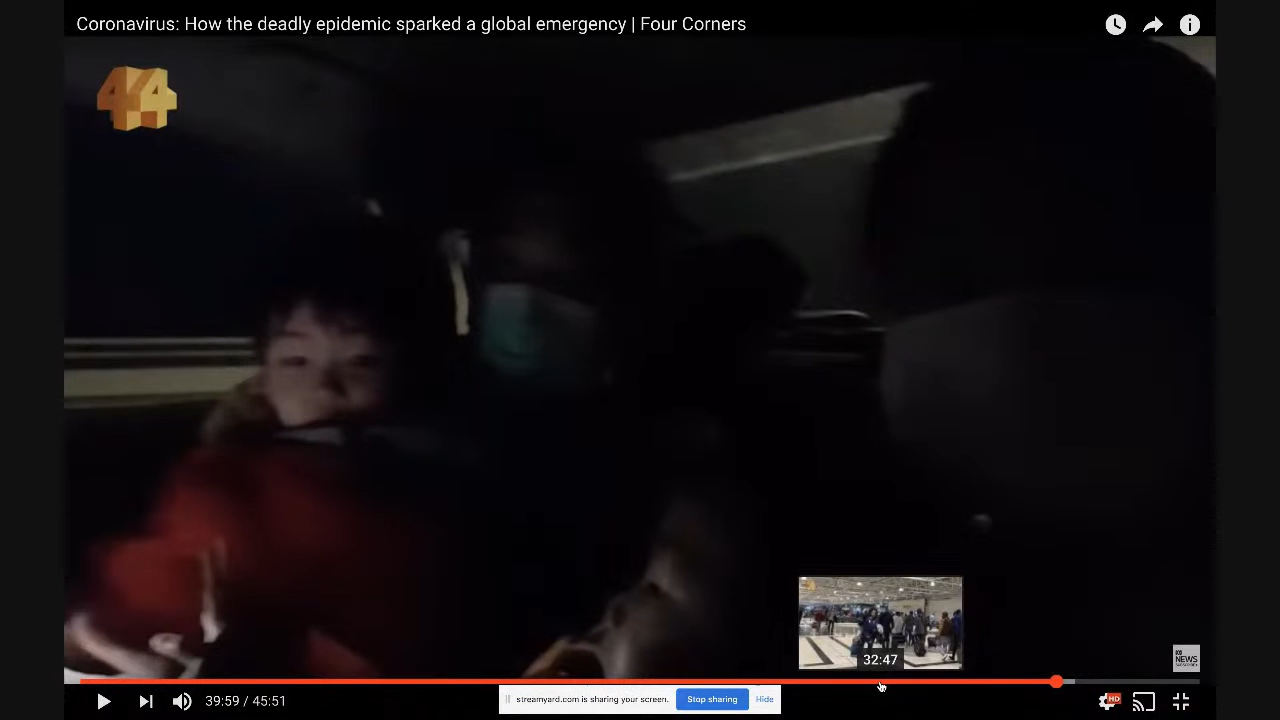 Coronavirus: How the deadly epidemic sparked a global emergency | Four Corners
44
32:47
NEWS
39:59 / 45:51
streamyard.com is sharing your screen.
Stop sharing
Hide
HD